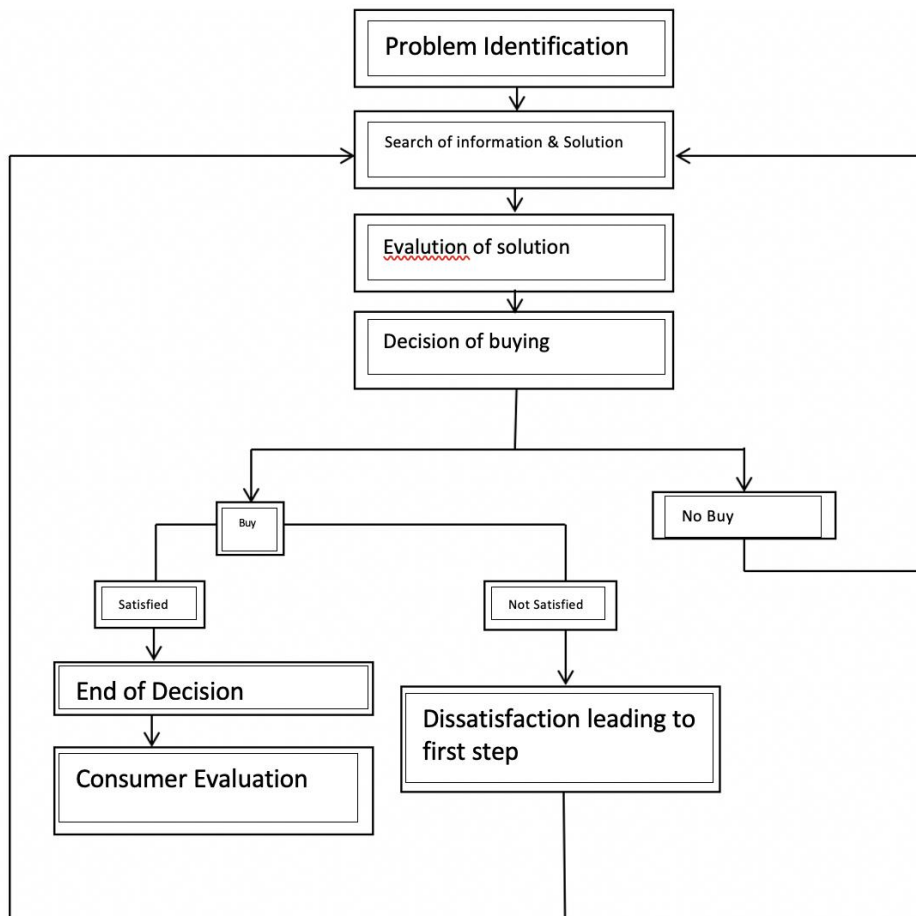 Problem Identification
Search of information & Solution
Evalution of solution
Decision of buying
Buy
No Buy
Satisfied
Not Satisfied
End of Decision
Dissatisfaction leading to
first step
Consumer Evaluation